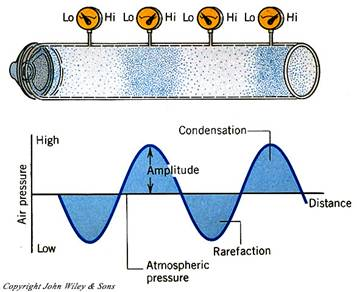 Lo Hi Lo Hi Lo Hi Lo Hi
Condensation
High
Amplitude
Air pressure
Distance
Low
Rarefaction
Atmospheric
pressure
Copyright John Wiley & Sons